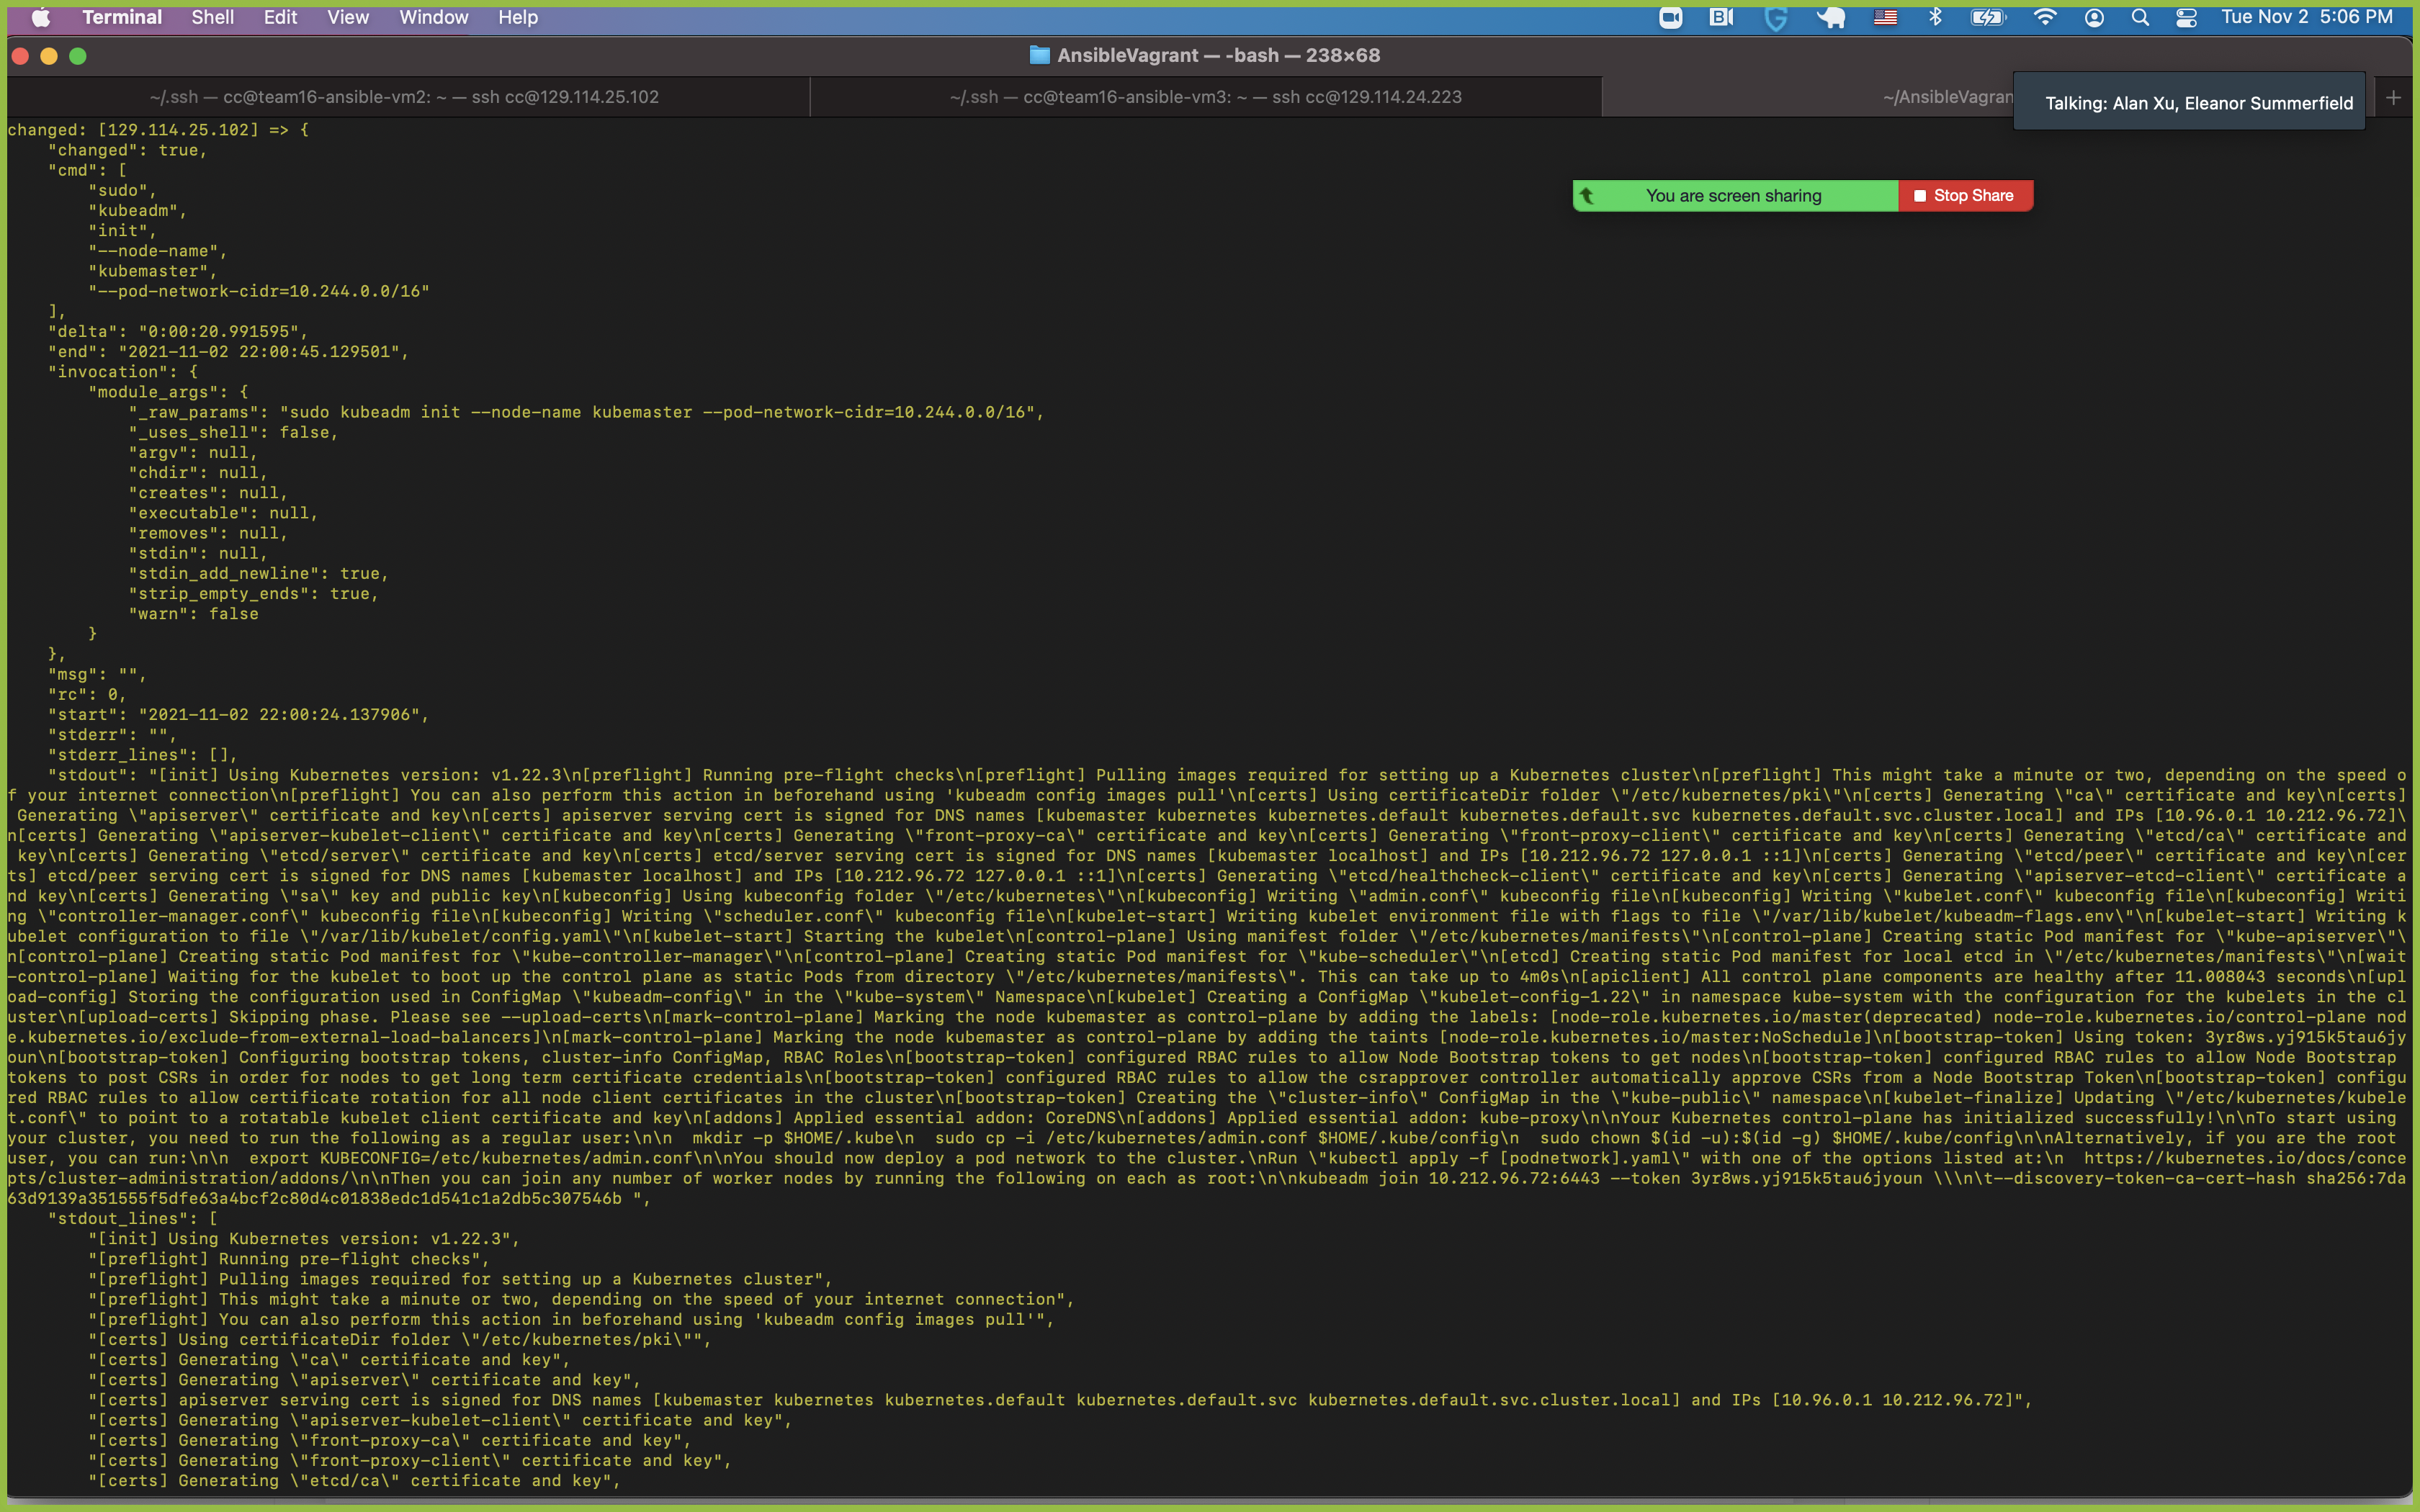 Terminal Shell Edit View Window Help Tue Nov 2 5:06 PM
AnsibleVagrant — -bash — 238×68
~/.ssh — cc@team16-ansible-vm2: ~ — ssh cc@129.114.25.102 ~/.ssh — cc@team16-ansible-vm3: ~ — ssh cc@129.114.24.223 ~/AnsibleVagran
Talking: Alan Xu, Eleanor Summerfield
You are screen sharing Stop Share
changed: [129.114.25.102] => {
    "changed": true,
    "cmd": [
        "sudo",
        "kubeadm",
        "init",
        "--node-name",
        "kubemaster",
        "--pod-network-cidr=10.244.0.0/16"
    ],
    "delta": "0:00:20.991595",
    "end": "2021-11-02 22:00:45.129501",
    "invocation": {
        "module_args": {
            "_raw_params": "sudo kubeadm init --node-name kubemaster --pod-network-cidr=10.244.0.0/16",
            "_uses_shell": false,
            "argv": null,
            "chdir": null,
            "creates": null,
            "executable": null,
            "removes": null,
            "stdin": null,
            "stdin_add_newline": true,
            "strip_empty_ends": true,
            "warn": false
        }
    },
    "msg": "",
    "rc": 0,
    "start": "2021-11-02 22:00:24.137906",
    "stderr": "",
    "stderr_lines": [],
    "stdout": "[init] Using Kubernetes version: v1.22.3\n[preflight] Running pre-flight checks\n[preflight] Pulling images required for setting up a Kubernetes cluster\n[preflight] This might take a minute or two, depending on the speed o
f your internet connection\n[preflight] You can also perform this action in beforehand using 'kubeadm config images pull'\n[certs] Using certificateDir folder \"/etc/kubernetes/pki\"\n[certs] Generating \"ca\" certificate and key\n[certs]
 Generating \"apiserver\" certificate and key\n[certs] apiserver serving cert is signed for DNS names [kubemaster kubernetes kubernetes.default kubernetes.default.svc kubernetes.default.svc.cluster.local] and IPs [10.96.0.1 10.212.96.72]\
n[certs] Generating \"apiserver-kubelet-client\" certificate and key\n[certs] Generating \"front-proxy-ca\" certificate and key\n[certs] Generating \"front-proxy-client\" certificate and key\n[certs] Generating \"etcd/ca\" certificate and
 key\n[certs] Generating \"etcd/server\" certificate and key\n[certs] etcd/server serving cert is signed for DNS names [kubemaster localhost] and IPs [10.212.96.72 127.0.0.1 ::1]\n[certs] Generating \"etcd/peer\" certificate and key\n[cer
ts] etcd/peer serving cert is signed for DNS names [kubemaster localhost] and IPs [10.212.96.72 127.0.0.1 ::1]\n[certs] Generating \"etcd/healthcheck-client\" certificate and key\n[certs] Generating \"apiserver-etcd-client\" certificate a
nd key\n[certs] Generating \"sa\" key and public key\n[kubeconfig] Using kubeconfig folder \"/etc/kubernetes\"\n[kubeconfig] Writing \"admin.conf\" kubeconfig file\n[kubeconfig] Writing \"kubelet.conf\" kubeconfig file\n[kubeconfig] Writi
ng \"controller-manager.conf\" kubeconfig file\n[kubeconfig] Writing \"scheduler.conf\" kubeconfig file\n[kubelet-start] Writing kubelet environment file with flags to file \"/var/lib/kubelet/kubeadm-flags.env\"\n[kubelet-start] Writing k
ubelet configuration to file \"/var/lib/kubelet/config.yaml\"\n[kubelet-start] Starting the kubelet\n[control-plane] Using manifest folder \"/etc/kubernetes/manifests\"\n[control-plane] Creating static Pod manifest for \"kube-apiserver\"\
n[control-plane] Creating static Pod manifest for \"kube-controller-manager\"\n[control-plane] Creating static Pod manifest for \"kube-scheduler\"\n[etcd] Creating static Pod manifest for local etcd in \"/etc/kubernetes/manifests\"\n[wait
-control-plane] Waiting for the kubelet to boot up the control plane as static Pods from directory \"/etc/kubernetes/manifests\". This can take up to 4m0s\n[apiclient] All control plane components are healthy after 11.008043 seconds\n[upl
oad-config] Storing the configuration used in ConfigMap \"kubeadm-config\" in the \"kube-system\" Namespace\n[kubelet] Creating a ConfigMap \"kubelet-config-1.22\" in namespace kube-system with the configuration for the kubelets in the cl
uster\n[upload-certs] Skipping phase. Please see --upload-certs\n[mark-control-plane] Marking the node kubemaster as control-plane by adding the labels: [node-role.kubernetes.io/master(deprecated) node-role.kubernetes.io/control-plane nod
e.kubernetes.io/exclude-from-external-load-balancers]\n[mark-control-plane] Marking the node kubemaster as control-plane by adding the taints [node-role.kubernetes.io/master:NoSchedule]\n[bootstrap-token] Using token: 3yr8ws.yj915k5tau6jy
oun\n[bootstrap-token] Configuring bootstrap tokens, cluster-info ConfigMap, RBAC Roles\n[bootstrap-token] configured RBAC rules to allow Node Bootstrap tokens to get nodes\n[bootstrap-token] configured RBAC rules to allow Node Bootstrap
tokens to post CSRs in order for nodes to get long term certificate credentials\n[bootstrap-token] configured RBAC rules to allow the csrapprover controller automatically approve CSRs from a Node Bootstrap Token\n[bootstrap-token] configu
red RBAC rules to allow certificate rotation for all node client certificates in the cluster\n[bootstrap-token] Creating the \"cluster-info\" ConfigMap in the \"kube-public\" namespace\n[kubelet-finalize] Updating \"/etc/kubernetes/kubele
t.conf\" to point to a rotatable kubelet client certificate and key\n[addons] Applied essential addon: CoreDNS\n[addons] Applied essential addon: kube-proxy\n\nYour Kubernetes control-plane has initialized successfully!\n\nTo start using
your cluster, you need to run the following as a regular user:\n\n  mkdir -p $HOME/.kube\n  sudo cp -i /etc/kubernetes/admin.conf $HOME/.kube/config\n  sudo chown $(id -u):$(id -g) $HOME/.kube/config\n\nAlternatively, if you are the root
user, you can run:\n\n  export KUBECONFIG=/etc/kubernetes/admin.conf\n\nYou should now deploy a pod network to the cluster.\nRun \"kubectl apply -f [podnetwork].yaml\" with one of the options listed at:\n  https://kubernetes.io/docs/conce
pts/cluster-administration/addons/\n\nThen you can join any number of worker nodes by running the following on each as root:\n\nkubeadm join 10.212.96.72:6443 --token 3yr8ws.yj915k5tau6jyoun \\\n\t--discovery-token-ca-cert-hash sha256:7da
63d9139a351555f5dfe63a4bcf2c80d4c01838edc1d541c1a2db5c307546b ",
    "stdout_lines": [
        "[init] Using Kubernetes version: v1.22.3",
        "[preflight] Running pre-flight checks",
        "[preflight] Pulling images required for setting up a Kubernetes cluster",
        "[preflight] This might take a minute or two, depending on the speed of your internet connection",
        "[preflight] You can also perform this action in beforehand using 'kubeadm config images pull'",
        "[certs] Using certificateDir folder \"/etc/kubernetes/pki\"",
        "[certs] Generating \"ca\" certificate and key",
        "[certs] Generating \"apiserver\" certificate and key",
        "[certs] apiserver serving cert is signed for DNS names [kubemaster kubernetes kubernetes.default kubernetes.default.svc kubernetes.default.svc.cluster.local] and IPs [10.96.0.1 10.212.96.72]",
        "[certs] Generating \"apiserver-kubelet-client\" certificate and key",
        "[certs] Generating \"front-proxy-ca\" certificate and key",
        "[certs] Generating \"front-proxy-client\" certificate and key",
        "[certs] Generating \"etcd/ca\" certificate and key",